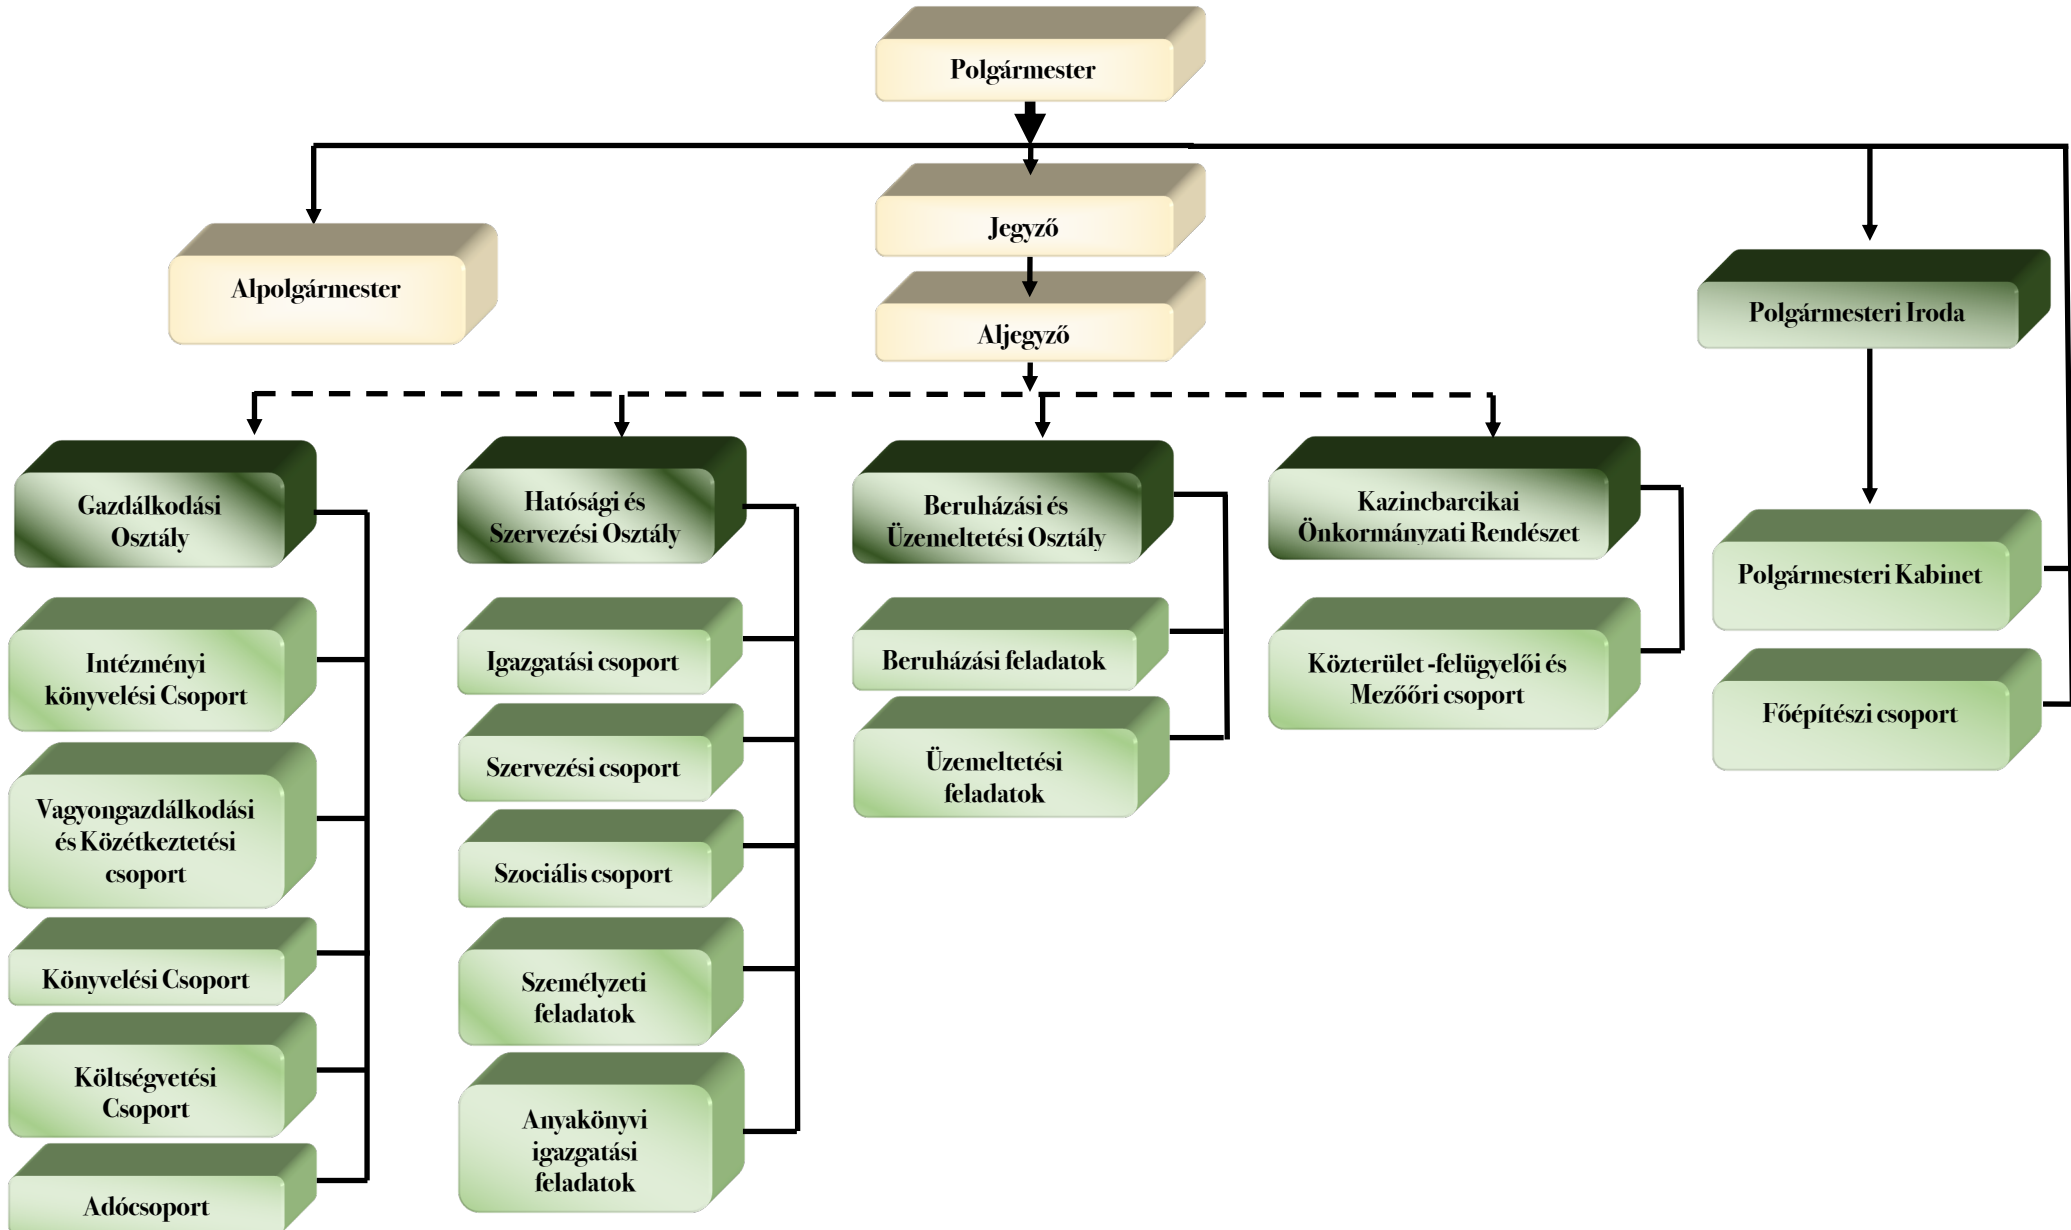 Polgármester
Jegyző
Alpolgármester
Aljegyző
Polgármesteri Iroda
Gazdálkodási
Osztály
Hatósági és
Szervezési Osztály
Beruházási és
Üzemeltetési Osztály
Kazincbarcikai
Önkormányzati Rendészet
Polgármesteri Kabinet
Intézményi
könyvelési Csoport
Igazgatási csoport
Beruházási feladatok
Közterület -felügyelői és
Mezőőri csoport
Főépítészi csoport
Vagyongazdálkodási
és Közétkeztetési
csoport
Szervezési csoport
Üzemeltetési
feladatok
Szociális csoport
Könyvelési Csoport
Személyzeti
feladatok
Költségvetési
Csoport
Anyakönyvi
igazgatási
feladatok
Adócsoport